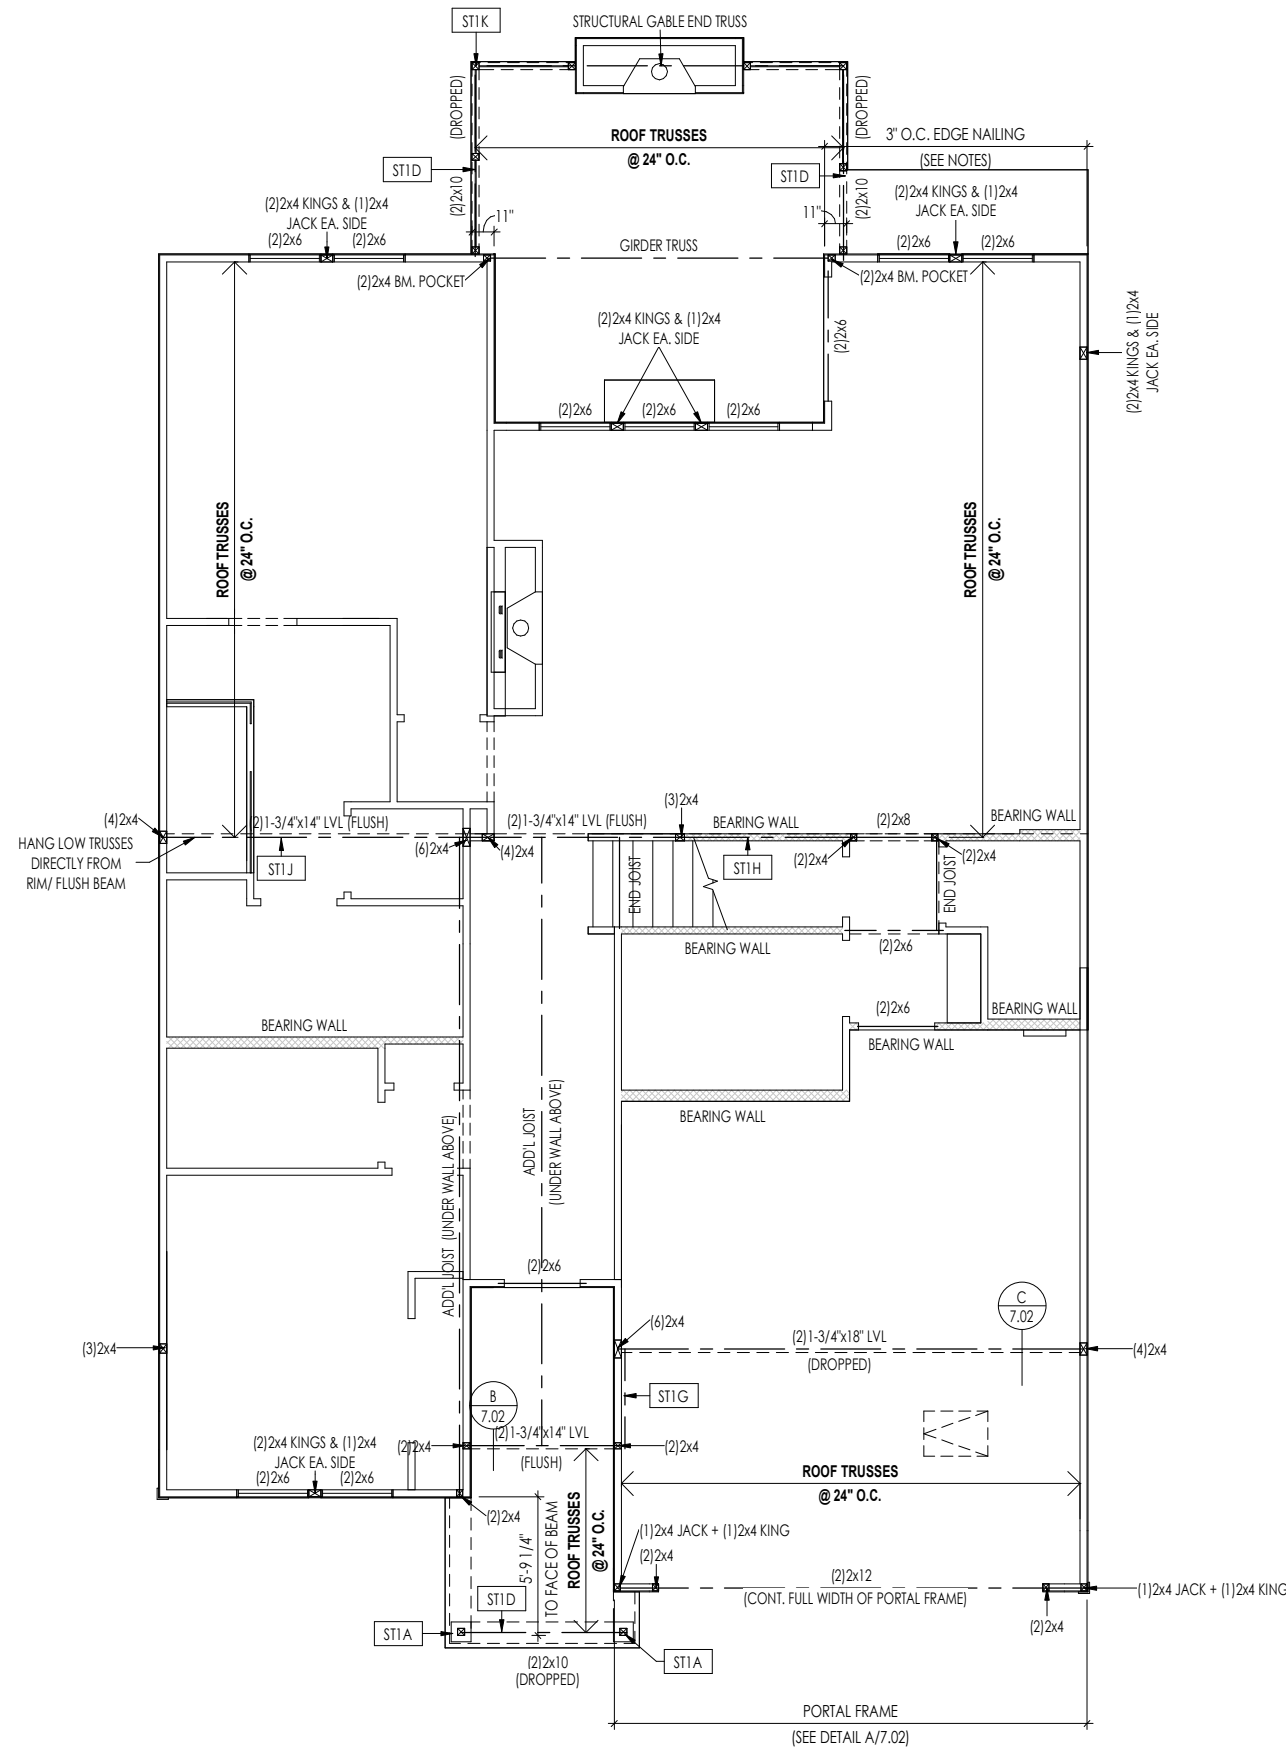 ST1K
STRUCTURAL GABLE END TRUSS
(DROPPED)
(DROPPED)
ROOF TRUSSES
@ 24" O.C.
3" O.C. EDGE NAILING
(SEE NOTES)
ST1D
ST1D
(2)2x10
(2)2x10
(2)2x4 KINGS & (1)2x4
JACK EA. SIDE
(2)2x6
(2)2x6
11"
11"
(2)2x4 KINGS & (1)2x4
JACK EA. SIDE
(2)2x6
(2)2x6
GIRDER TRUSS
(2)2x4 BM. POCKET
(2)2x4 BM. POCKET
(2)2x4 KINGS & (1)2x4
JACK EA. SIDE
(2)2x6
(2)2x4 KINGS & (1)2x4
JACK EA. SIDE
(2)2x6
(2)2x6
(2)2x6
ROOF TRUSSES
@ 24" O.C.
ROOF TRUSSES
@ 24" O.C.
(4)2x4
HANG LOW TRUSSES
DIRECTLY FROM
RIM/ FLUSH BEAM
(2)1-3/4"x14" LVL (FLUSH)
ST1J
(6)2x4
(2)1-3/4"x14" LVL (FLUSH)
(4)2x4
(3)2x4
BEARING WALL
(2)2x8
BEARING WALL
(2)2x4
(2)2x4
ST1H
END JOIST
END JOIST
BEARING WALL
(2)2x6
BEARING WALL
(2)2x6
BEARING WALL
BEARING WALL
BEARING WALL
ADD'L JOIST
(UNDER WALL ABOVE)
ADD'L JOIST (UNDER WALL ABOVE)
(2)2x6
C
7.02
(3)2x4
(6)2x4
(2)1-3/4"x18" LVL
(DROPPED)
(4)2x4
ST1G
B
7.02
(2)1-3/4"x14" LVL
(FLUSH)
(2)2x4
(2)2x4
(2)2x4 KINGS & (1)2x4
JACK EA. SIDE
(2)2x6
(2)2x6
(2)2x4
ROOF TRUSSES
@ 24" O.C.
5'-9 1/4"
TO FACE OF BEAM
ROOF TRUSSES
@ 24" O.C.
(1)2x4 JACK + (1)2x4 KING
(2)2x4
(2)2x12
(CONT. FULL WIDTH OF PORTAL FRAME)
(1)2x4 JACK + (1)2x4 KING
(2)2x4
ST1D
ST1A
ST1A
(2)2x10
(DROPPED)
PORTAL FRAME
(SEE DETAIL A/7.02)